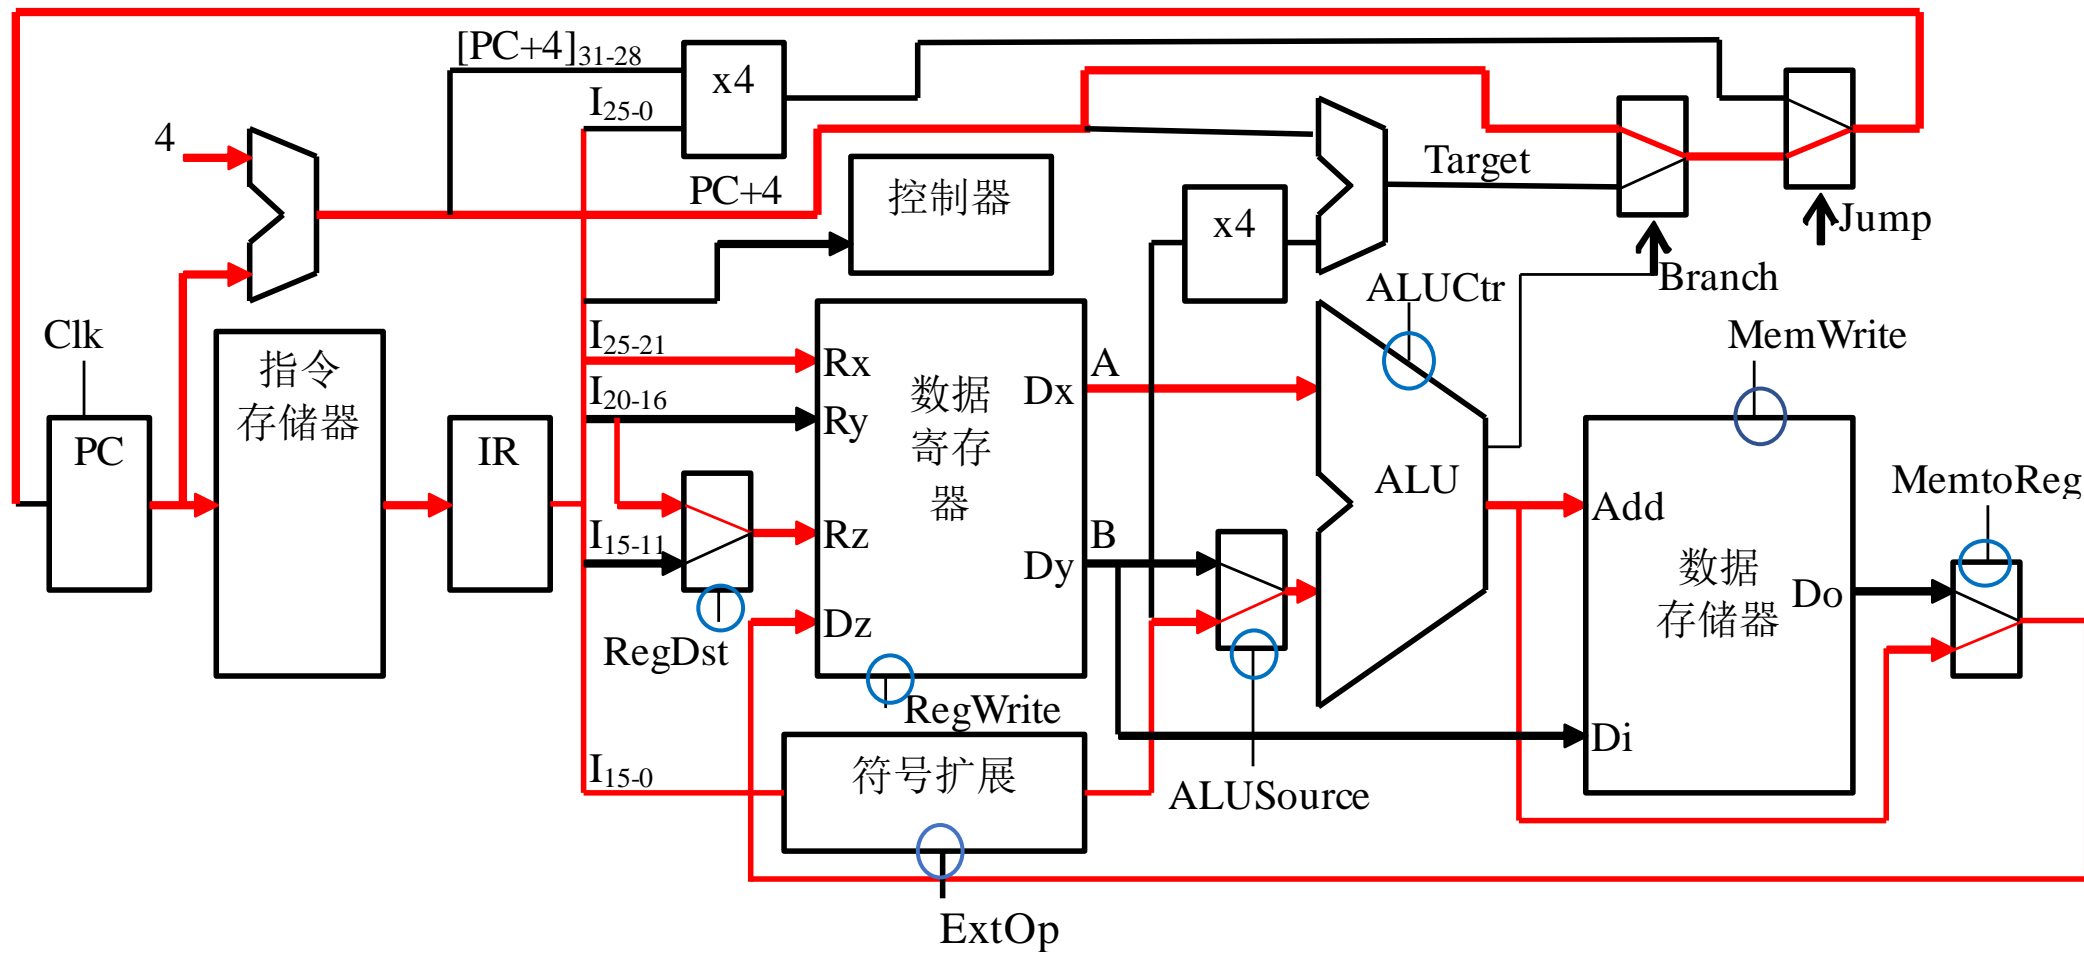 [PC+4]31-28
x4
I25-0
4
PC+4
控制器
Target
x4
Jump
Branch
ALUCtr
Clk
指令
存储器
I25-21
Rx
MemWrite
A
数据
寄存
器
Dx
I20-16
Ry
PC
IR
ALU
MemtoReg
Add
I15-11
Rz
B
Dy
数据
存储器
Do
Dz
RegDst
RegWrite
Di
I15-0
符号扩展
ALUSource
ExtOp